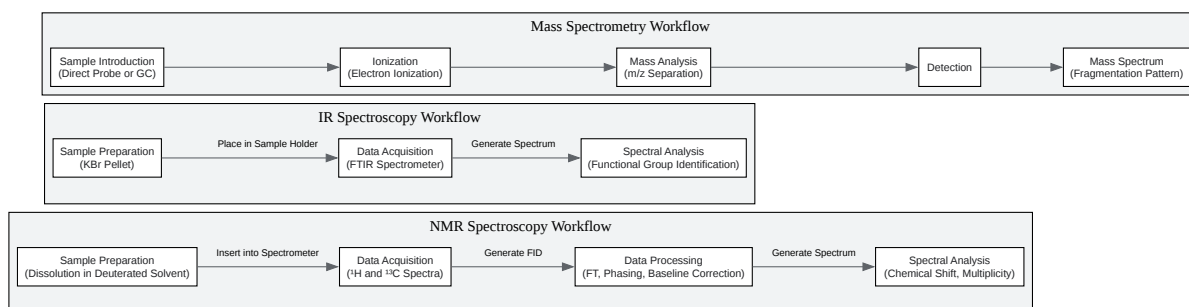 Mass Spectrometry Workflow
Sample Introduction
(Direct Probe or GC)
Ionization
(Electron Ionization)
Mass Analysis
(m/z Separation)
Detection
Mass Spectrum
(Fragmentation Pattern)
IR Spectroscopy Workflow
Sample Preparation
(KBr Pellet)
Place in Sample Holder
Data Acquisition
(FTIR Spectrometer)
Generate Spectrum
Spectral Analysis
(Functional Group Identification)
NMR Spectroscopy Workflow
Sample Preparation
(Dissolution in Deuterated Solvent)
Insert into Spectrometer
Data Acquisition
(¹H and ¹³C Spectra)
Generate FID
Data Processing
(FT, Phasing, Baseline Correction)
Generate Spectrum
Spectral Analysis
(Chemical Shift, Multiplicity)